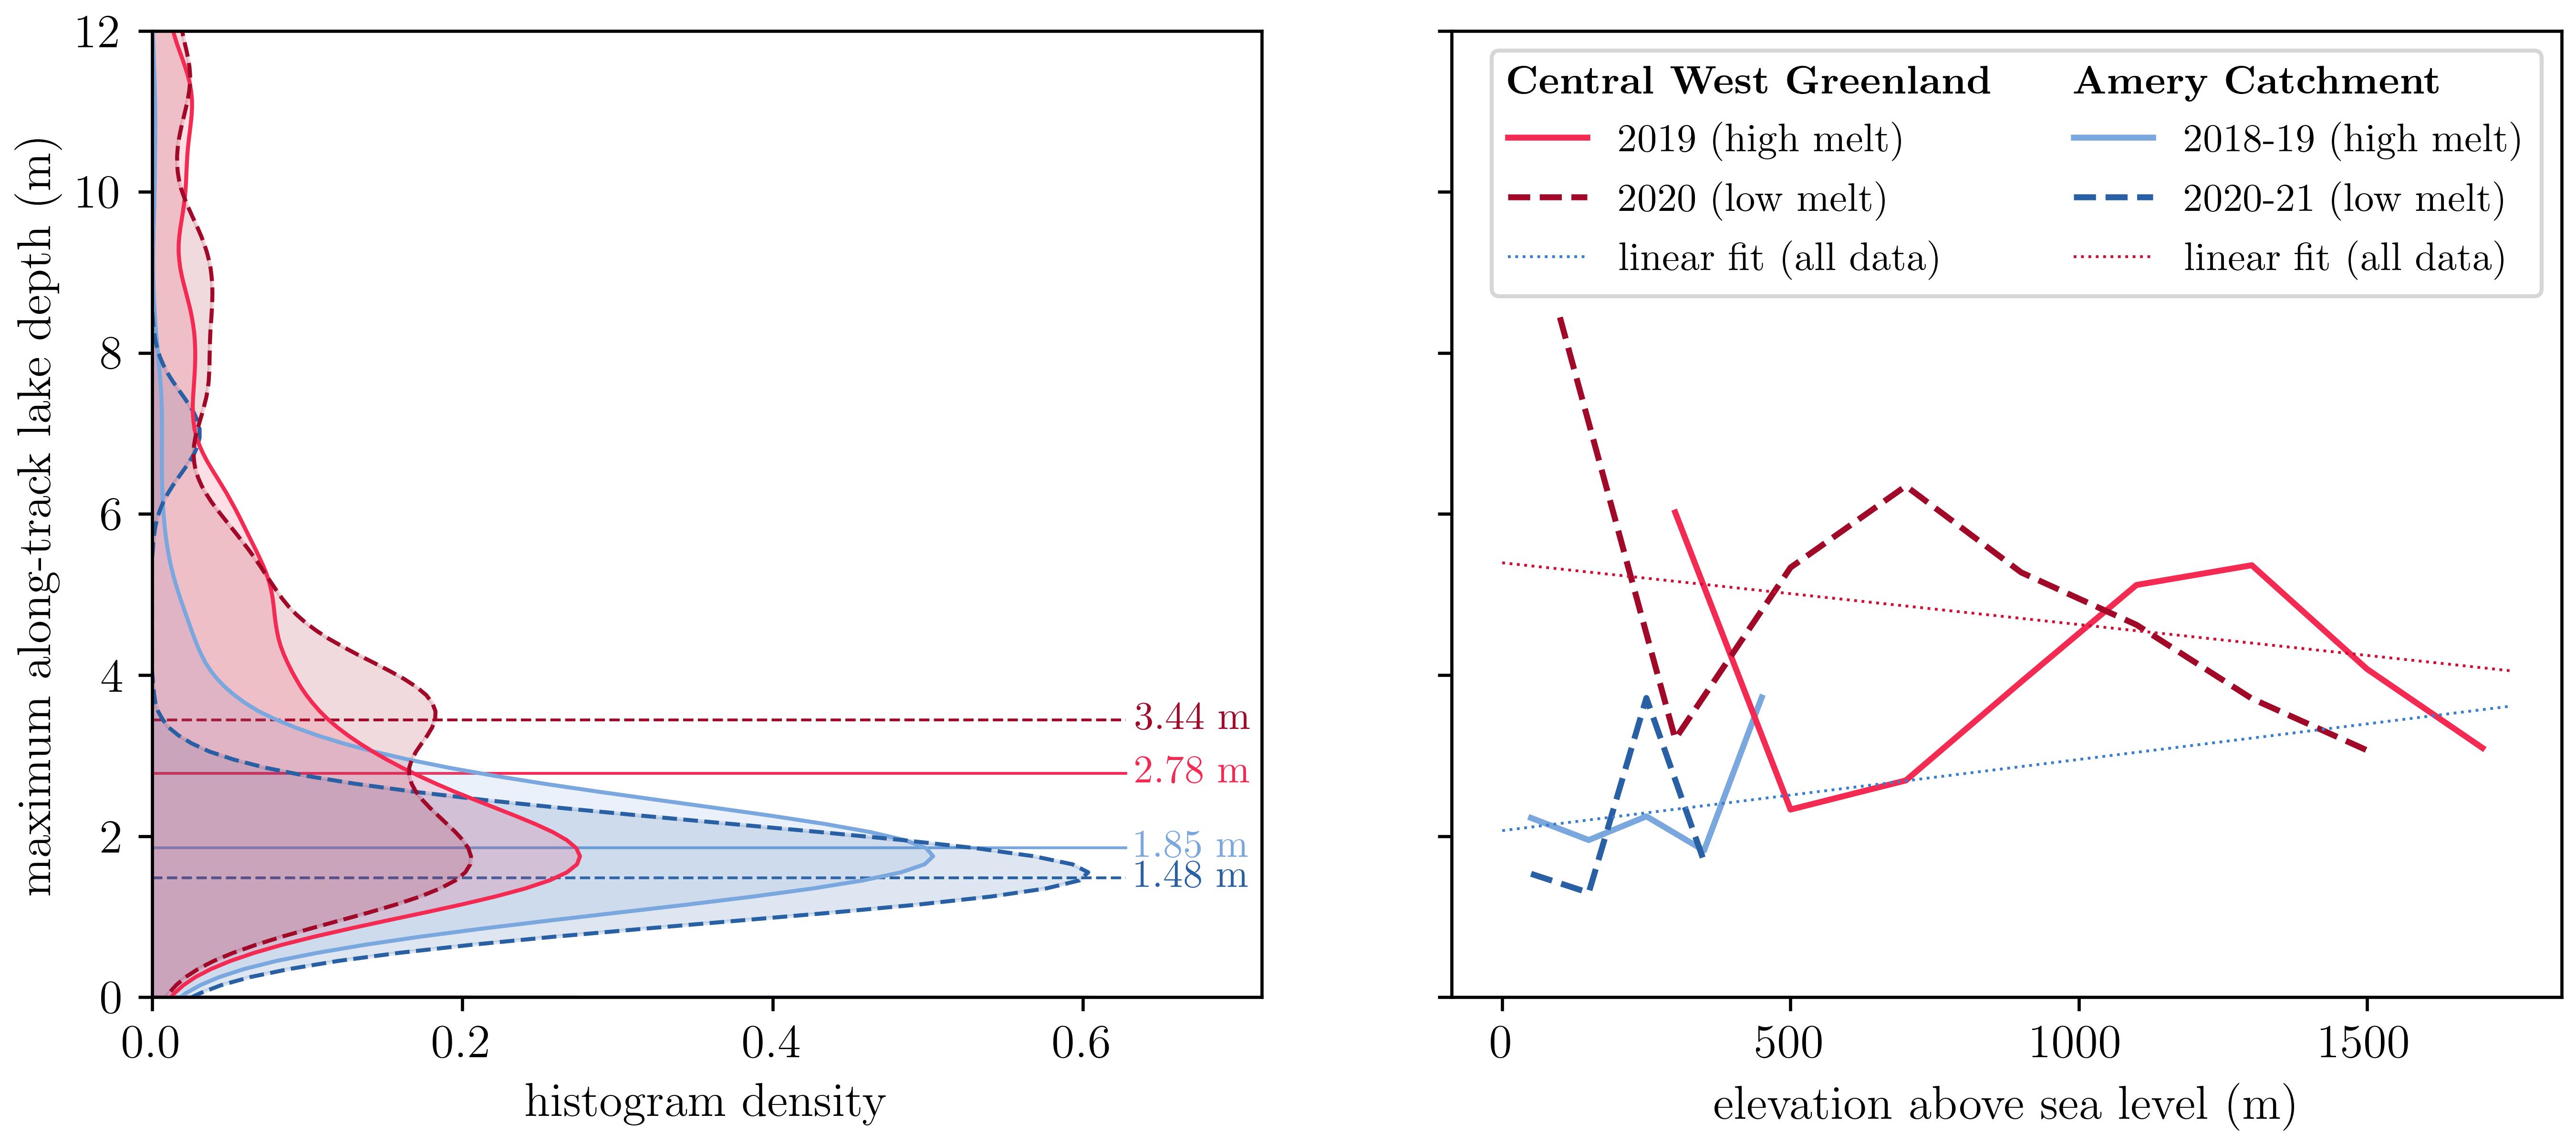 maximum along-track lake depth (m)
12
10
8
6
4
2
0
3.44 m
2.78 m
1.85 m
1.48 m
0.0 0.2 0.4 0.6
histogram density
Central West Greenland
2019 (high melt)
2020 (low melt)
linear fit (all data)
Amery Catchment
2018-19 (high melt)
2020-21 (low melt)
linear fit (all data)
0 500 1000 1500
elevation above sea level (m)